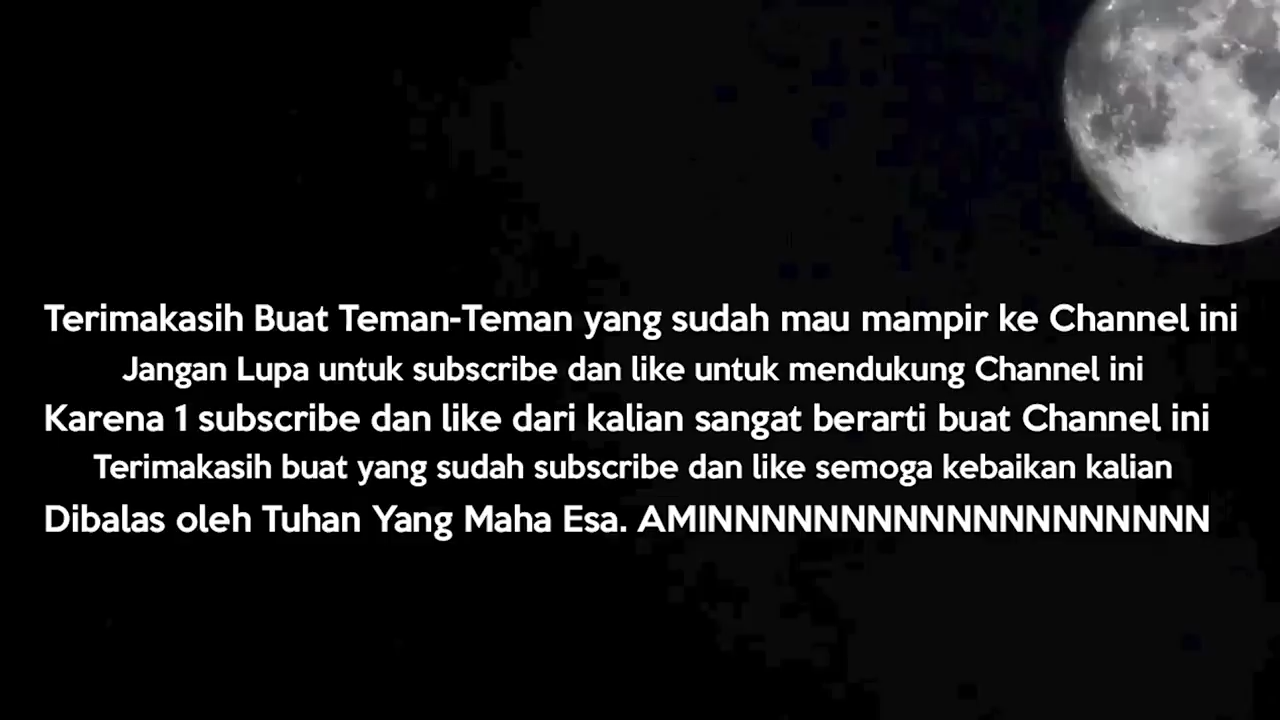 Terimakasih Buat Teman-Teman yang sudah mau mampir ke Channel ini
Jangan Lupa untuk subscribe dan like untuk mendukung Channel ini
Karena 1 subscribe dan like dari kalian sangat berarti buat Channel ini
Terimakasih buat yang sudah subscribe dan like semoga kebaikan kalian
Dibalas oleh Tuhan Yang Maha Esa. AMINNNNNNNNNNNNNNNNNNN